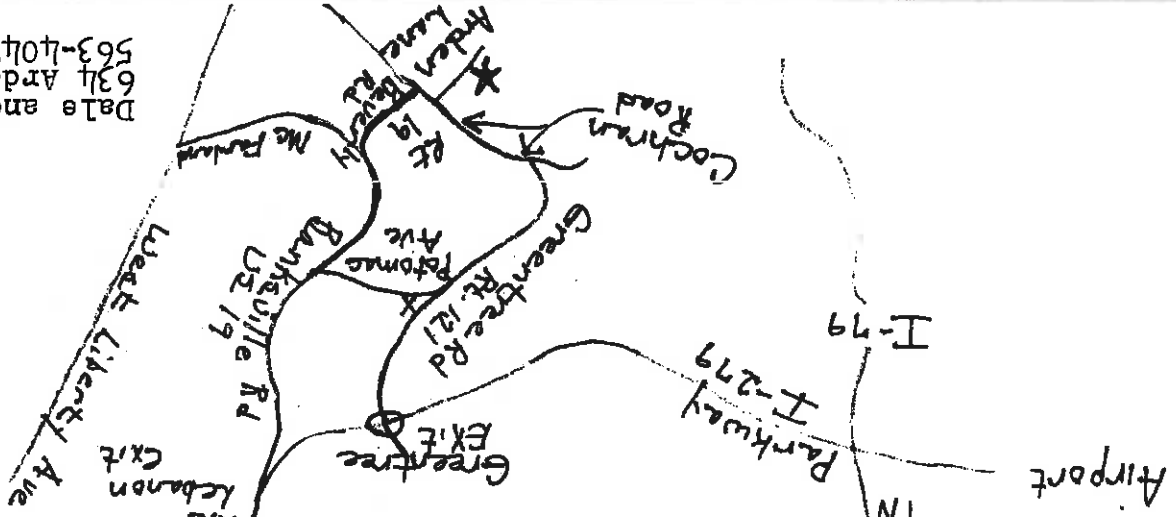 Airport
N
Parkway
I-279
I-79
Greentree
Exit
Lebanon
Exit
West Liberty Ave
Greentree Rd
Rt. 121
Banksville Rd
US 19
Potomac
Ave
Cochran
Road
Rt
19
Beverly
Rd
Mc Farland
Arden
Lane
Dale and
634 Ard
563-404